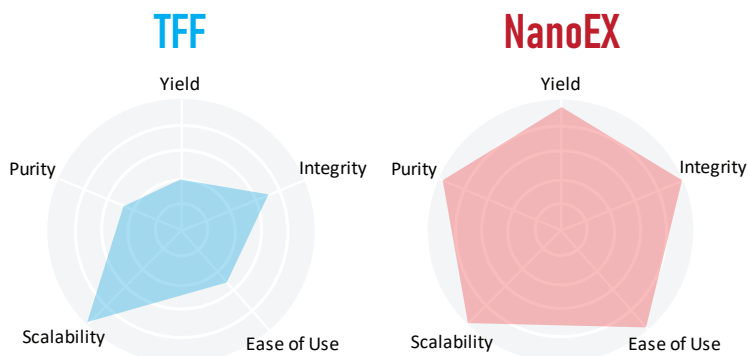 TFF
Yield
Purity
Integrity
Scalability
Ease of Use
NanoEX
Yield
Purity
Integrity
Scalability
Ease of Use